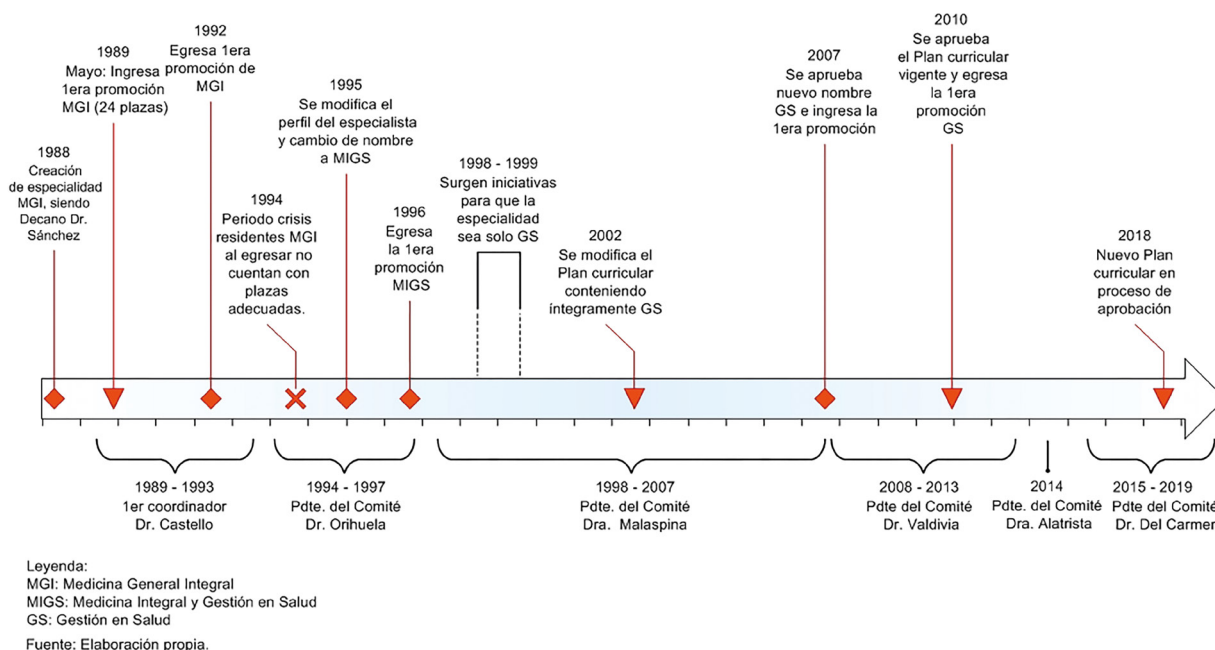 1988
Creación
de especialidad
MGI, siendo
Decano Dr.
Sánchez
1989
Mayo: Ingresa
1era promoción
MGI (24 plazas)
1992
Egresa 1era
promoción de
MGI
1994
Periodo crisis
residentes MGI
al egresar no
cuentan con
plazas
adecuadas.
1995
Se modifica el
perfil del especialista
y cambio de nombre
a MIGS
1996
Egresa
la 1era
promoción
MIGS
1998 - 1999
Surgen iniciativas
para que la
especialidad
sea solo GS
2002
Se modifica el
Plan curricular
conteniendo
íntegramente GS
2007
Se aprueba
nuevo nombre
GS e ingresa la
1era promoción
2010
Se aprueba
el Plan curricular
vigente y egresa
la 1era
promoción
GS
2018
Nuevo Plan
curricular en
proceso de
aprobación
1989 - 1993
1er coordinador
Dr. Castello
1994 - 1997
Pdte. del Comité
Dr. Orihuela
1998 - 2007
Pdte. del Comité
Dra. Malaspina
2008 - 2013
Pdte del Comité
Dr. Valdivia
2014
Pdte. del Comité
Dra. Alatrista
2015 - 2019
Pdte del Comité
Dr. Del Carmen
Leyenda:
MGI: Medicina General Integral
MIGS: Medicina Integral y Gestión en Salud
GS: Gestión en Salud
Fuente: Elaboración propia.